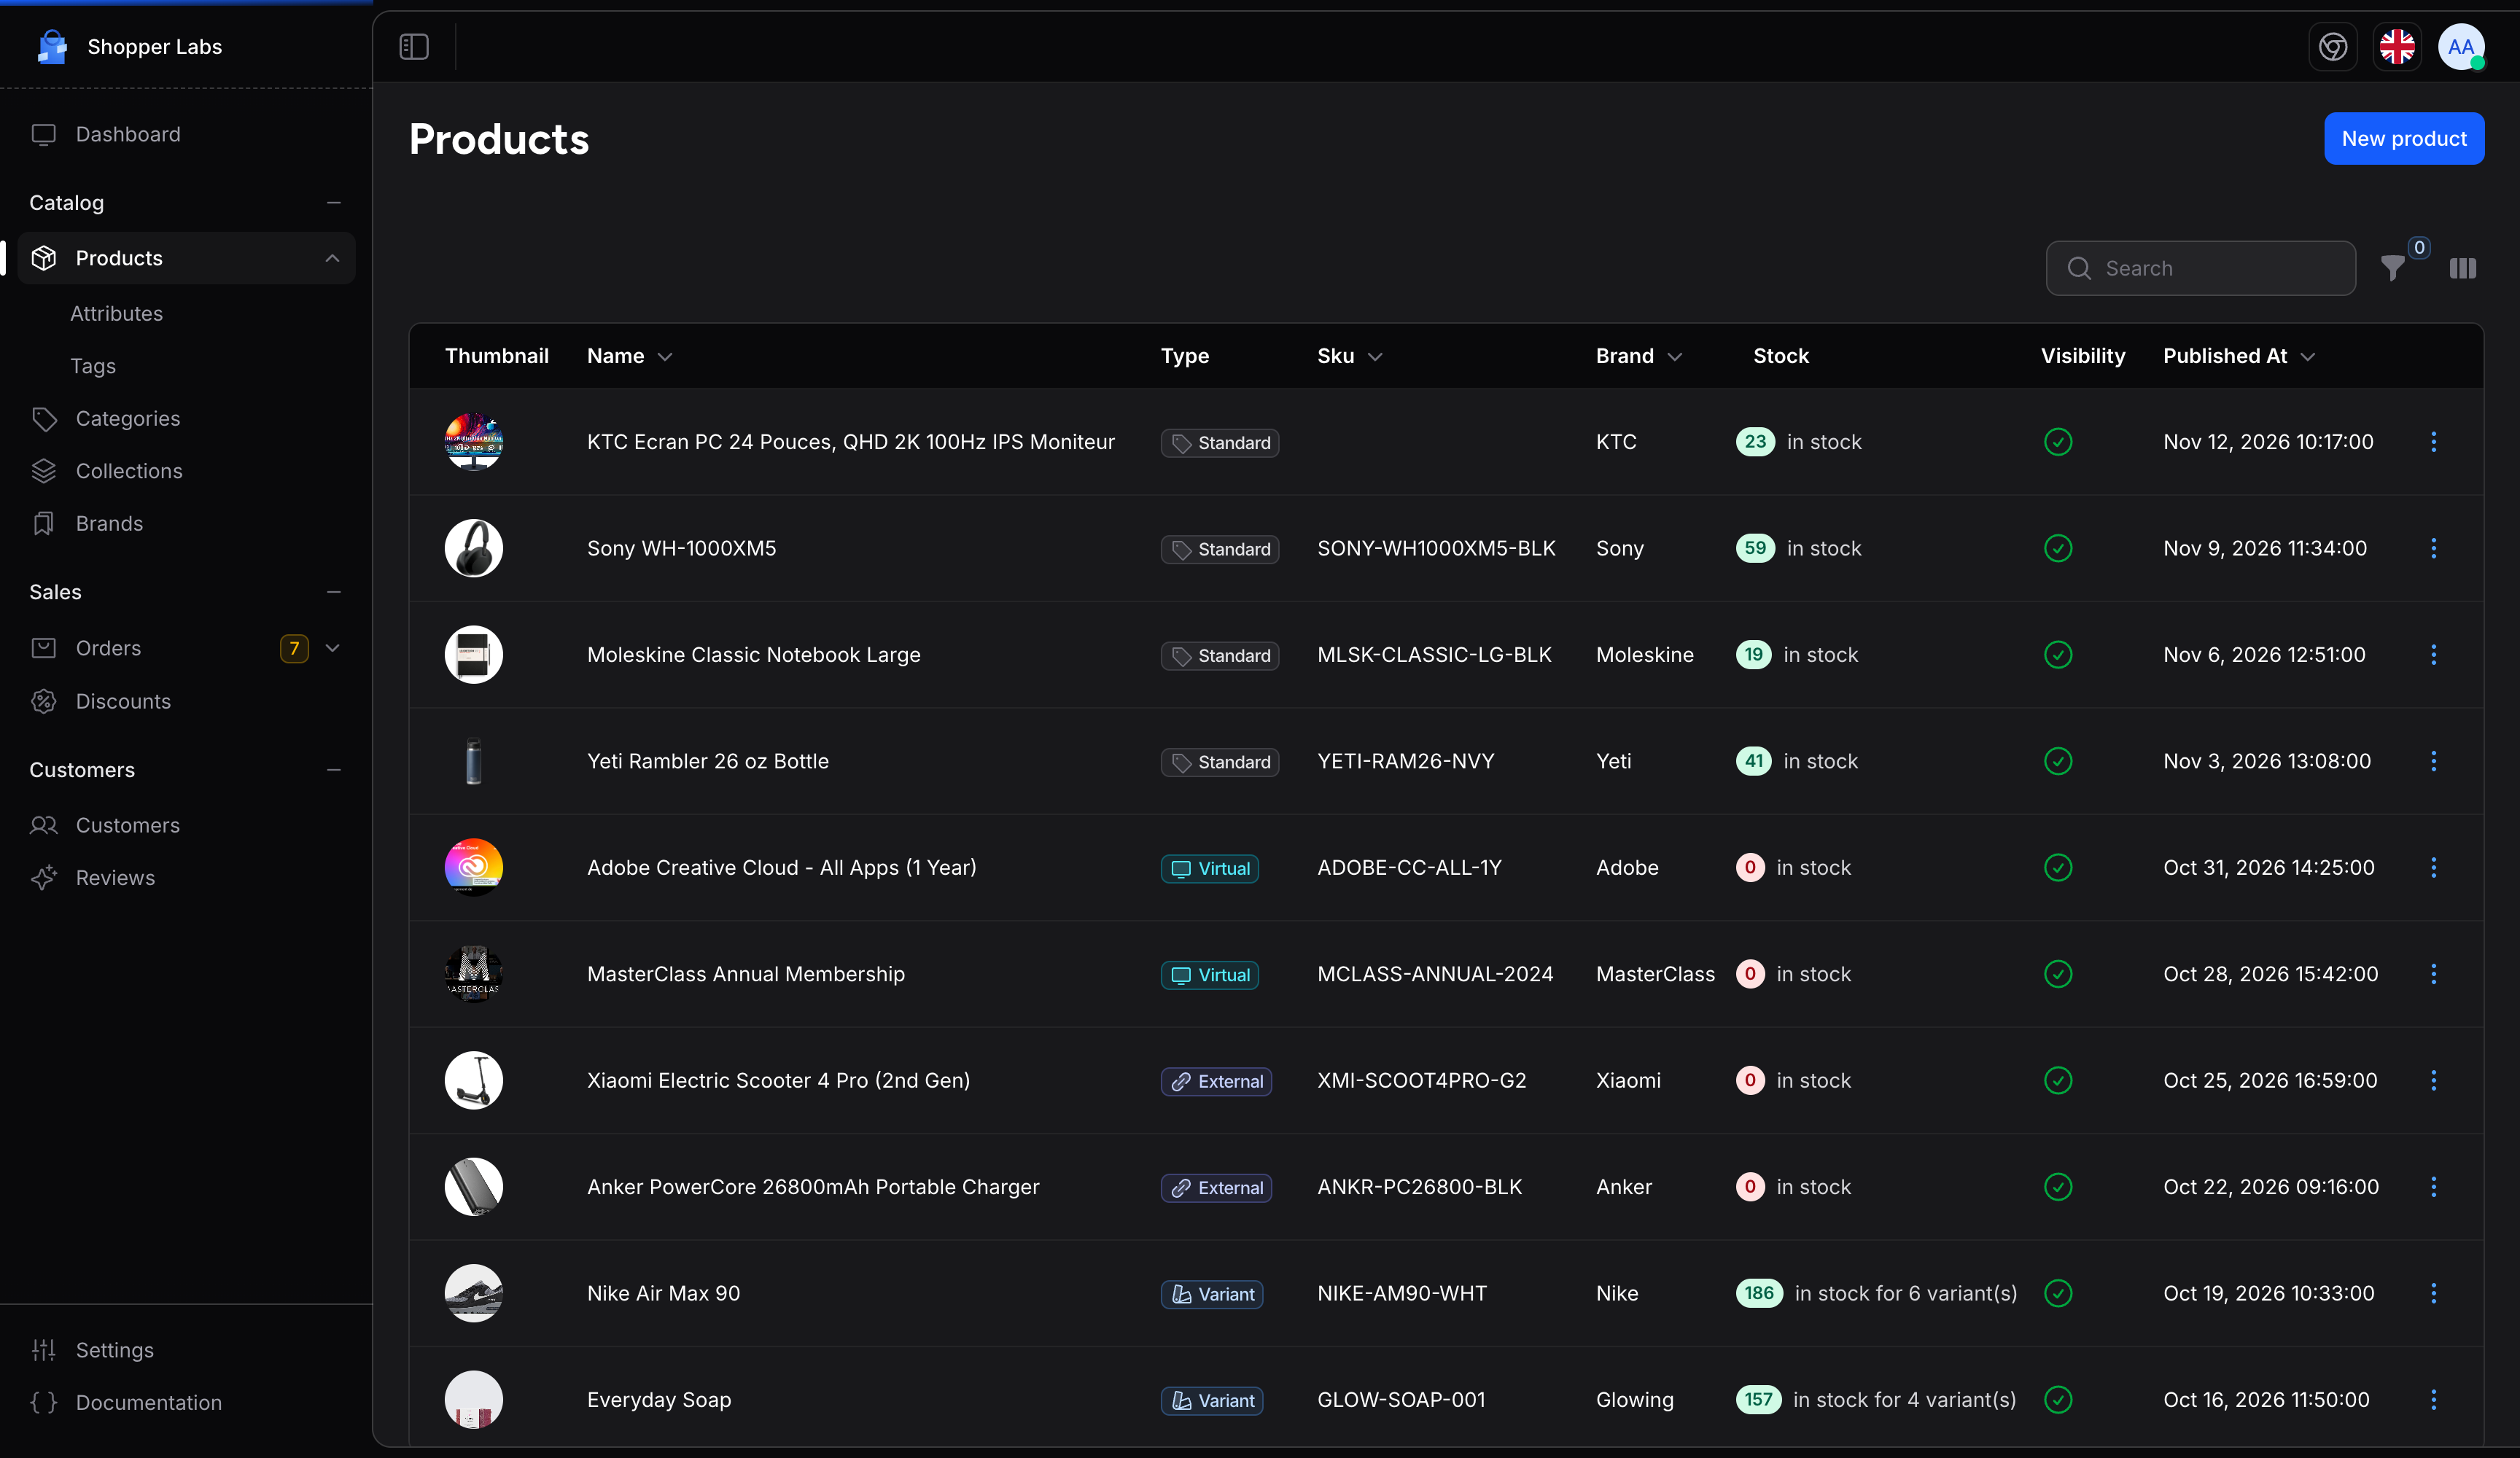 Shopper Labs
AA
Dashboard
Catalog
Products
Attributes
Tags
Categories
Collections
Brands
Sales
Orders 7
Discounts
Customers
Customers
Reviews
Settings
Documentation
Products
New product
Search
0
Thumbnail Name Type Sku Brand Stock Visibility Published At
KTC Ecran PC 24 Pouces, QHD 2K 100Hz IPS Moniteur Standard KTC 23 in stock Nov 12, 2026 10:17:00
Sony WH-1000XM5 Standard SONY-WH1000XM5-BLK Sony 59 in stock Nov 9, 2026 11:34:00
Moleskine Classic Notebook Large Standard MLSK-CLASSIC-LG-BLK Moleskine 19 in stock Nov 6, 2026 12:51:00
Yeti Rambler 26 oz Bottle Standard YETI-RAM26-NVY Yeti 41 in stock Nov 3, 2026 13:08:00
Adobe Creative Cloud - All Apps (1 Year) Virtual ADOBE-CC-ALL-1Y Adobe 0 in stock Oct 31, 2026 14:25:00
MasterClass Annual Membership Virtual MCLASS-ANNUAL-2024 MasterClass 0 in stock Oct 28, 2026 15:42:00
Xiaomi Electric Scooter 4 Pro (2nd Gen) External XMI-SCOOT4PRO-G2 Xiaomi 0 in stock Oct 25, 2026 16:59:00
Anker PowerCore 26800mAh Portable Charger External ANKR-PC26800-BLK Anker 0 in stock Oct 22, 2026 09:16:00
Nike Air Max 90 Variant NIKE-AM90-WHT Nike 186 in stock for 6 variant(s) Oct 19, 2026 10:33:00
Everyday Soap Variant GLOW-SOAP-001 Glowing 157 in stock for 4 variant(s) Oct 16, 2026 11:50:00